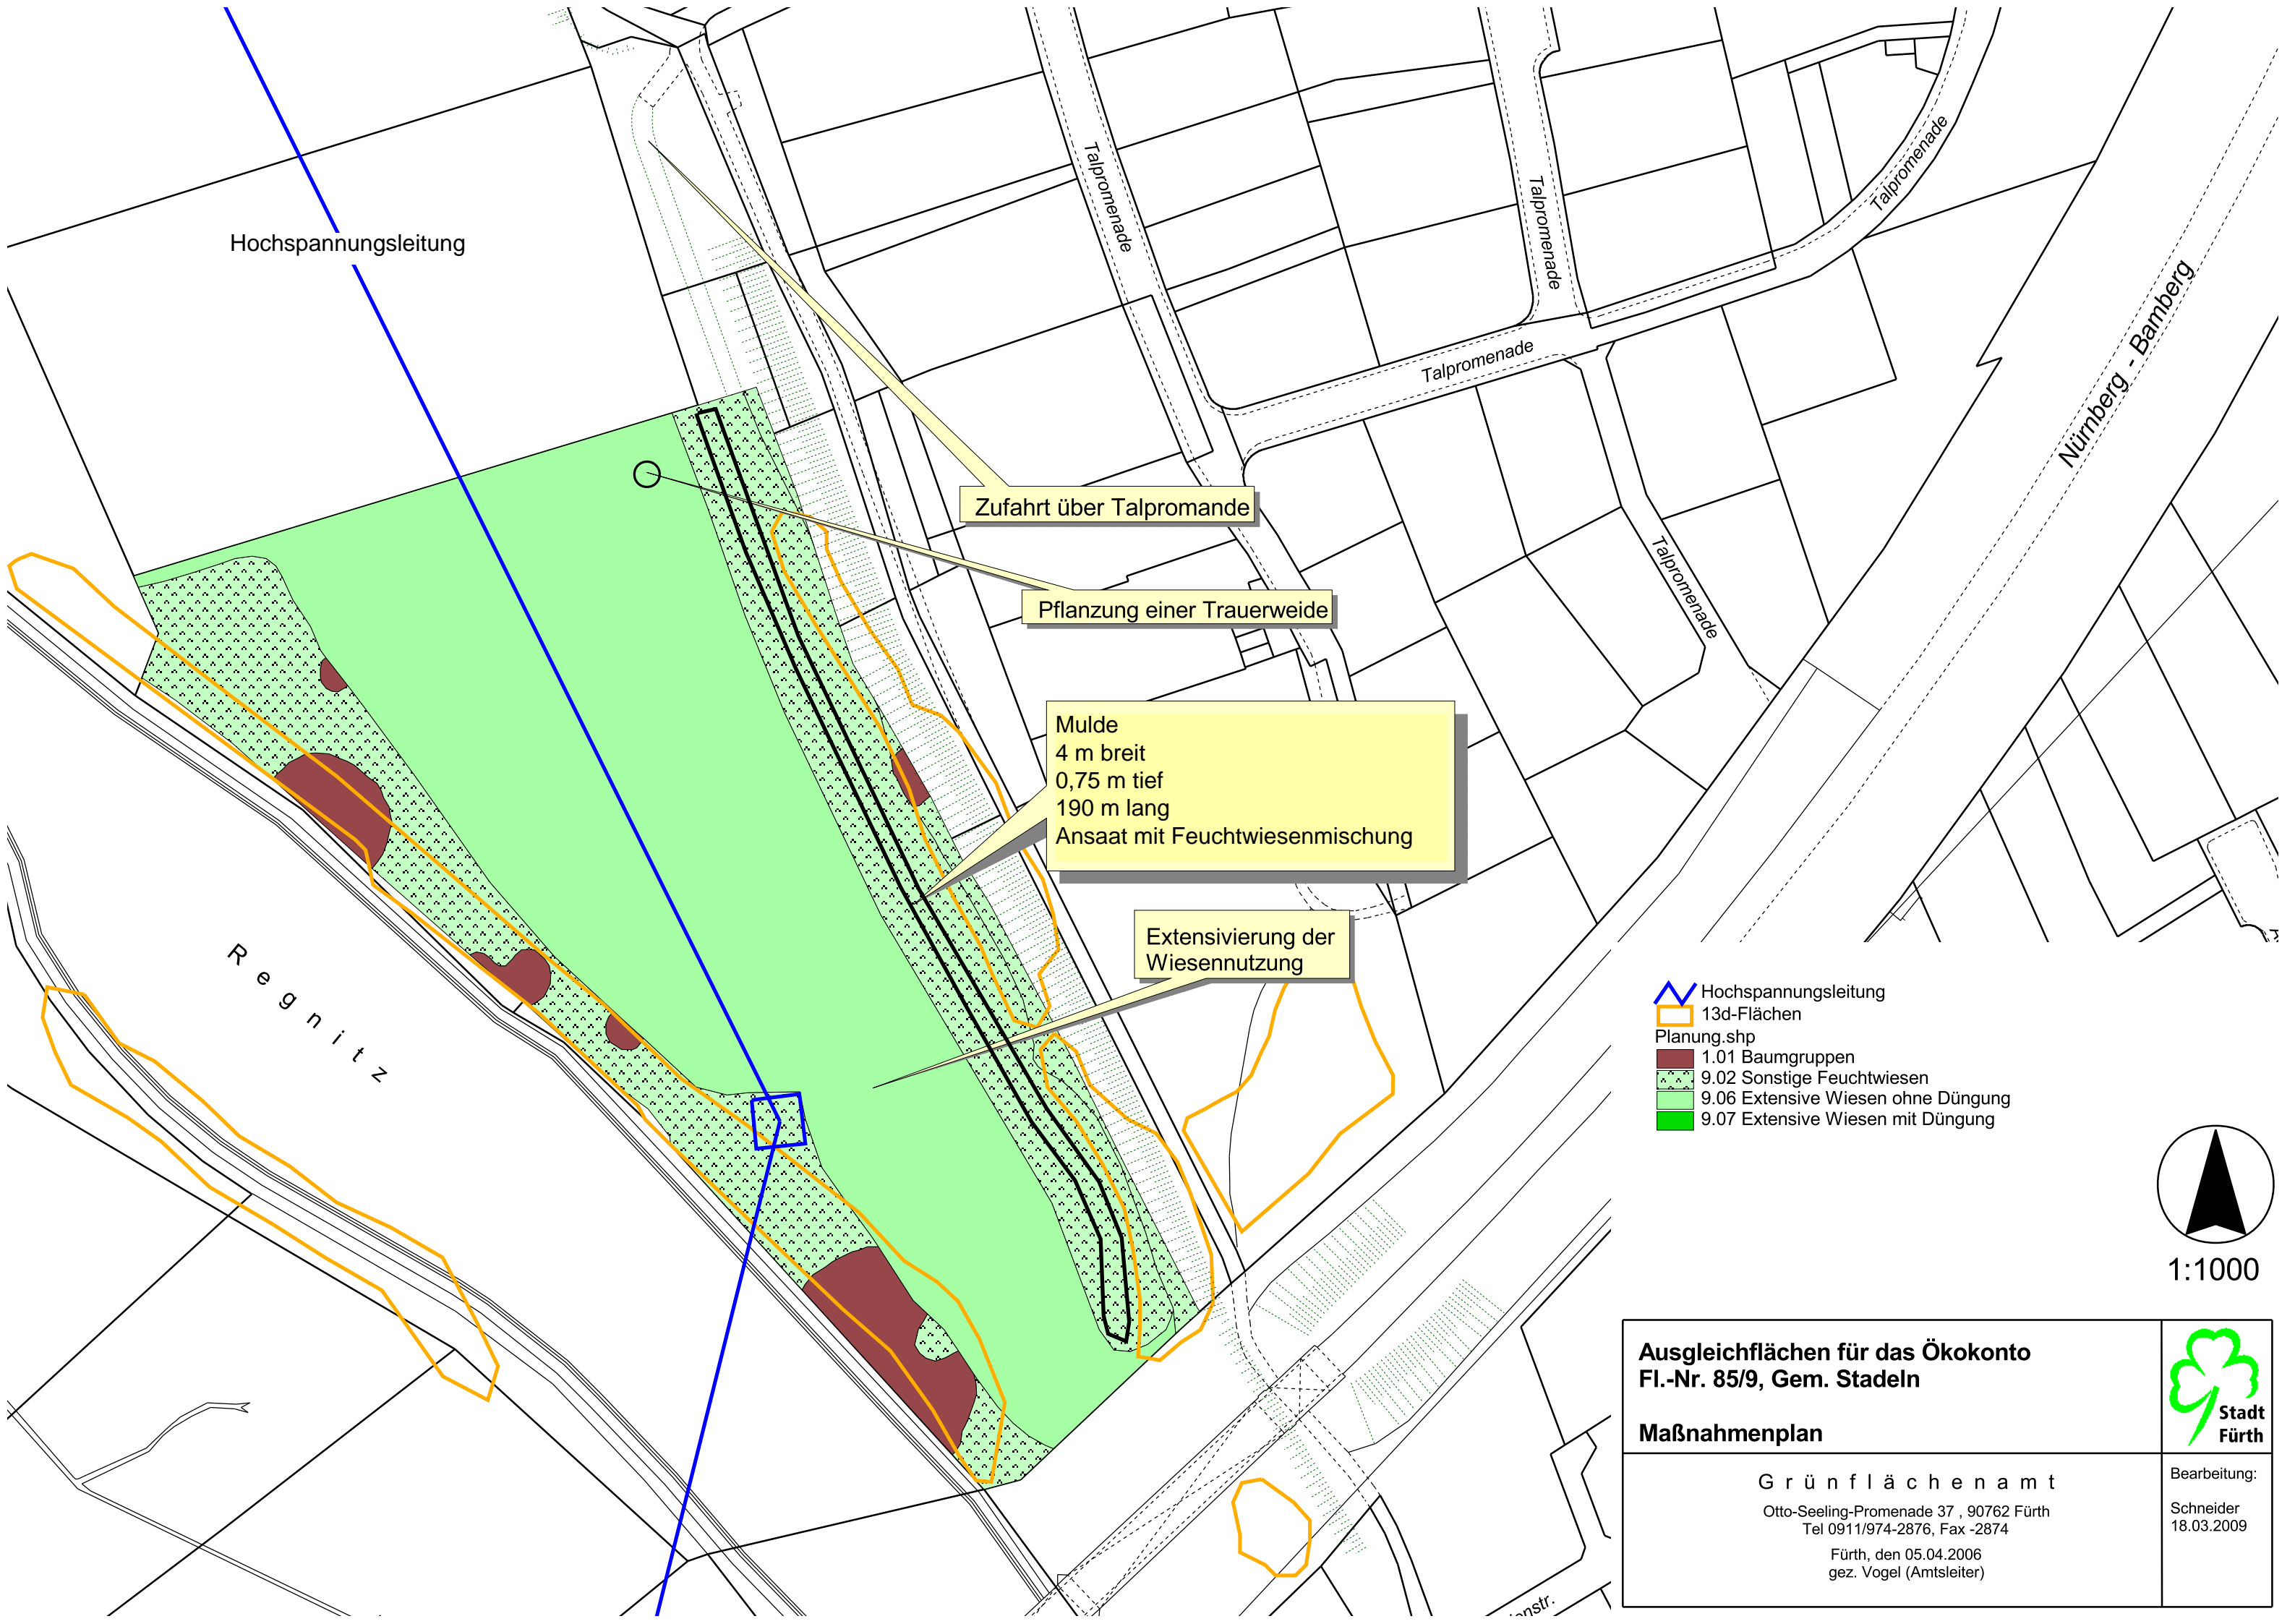 Hochspannungsleitung
Talpromenade
Talpromenade
Talpromenade
Talpromenade
Talpromenade
Nürnberg - Bamberg
Zufahrt über Talpromande
Pflanzung einer Trauerweide
Mulde
4 m breit
0,75 m tief
190 m lang
Ansaat mit Feuchtwiesenmischung
Extensivierung der
Wiesennutzung
Regnitz
Hochspannungsleitung
13d-Flächen
Planung.shp
1.01 Baumgruppen
9.02 Sonstige Feuchtwiesen
9.06 Extensive Wiesen ohne Düngung
9.07 Extensive Wiesen mit Düngung
1:1000
Ausgleichflächen für das Ökokonto
Fl.-Nr. 85/9, Gem. Stadeln
Maßnahmenplan
Stadt
Fürth
Grünflächenamt
Otto-Seeling-Promenade 37 , 90762 Fürth
Tel 0911/974-2876, Fax -2874
Fürth, den 05.04.2006
gez. Vogel (Amtsleiter)
Bearbeitung:
Schneider
18.03.2009